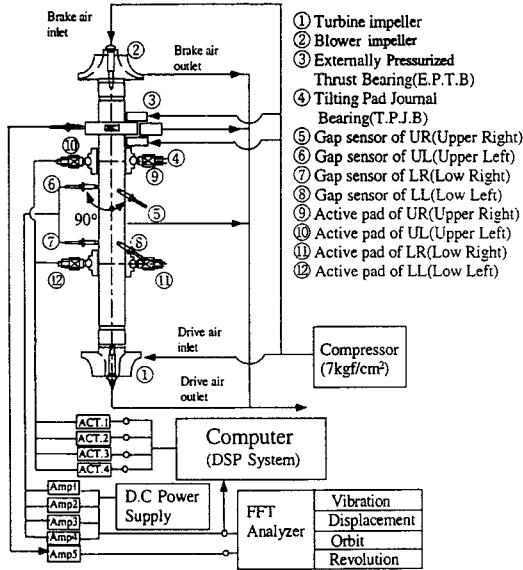 Brake air
inlet
②
Brake air
outlet
③
⑩
④
⑨
⑥
90°
⑤
⑦
⑧
⑫
⑪
Drive air
inlet
①
Drive air
outlet
① Turbine impeller
② Blower impeller
③ Externally Pressurized
Thrust Bearing(E.P.T.B)
④ Tilting Pad Journal
Bearing(T.P.J.B)
⑤ Gap sensor of UR(Upper Right)
⑥ Gap sensor of UL(Upper Left)
⑦ Gap sensor of LR(Low Right)
⑧ Gap sensor of LL(Low Left)
⑨ Active pad of UR(Upper Right)
⑩ Active pad of UL(Upper Left)
⑪ Active pad of LR(Low Right)
⑫ Active pad of LL(Low Left)
Compressor
(7kgf/cm²)
ACT.1
ACT.2
ACT.3
ACT.4
Computer
(DSP System)
Amp1
Amp2
Amp3
Amp4
Amp5
D.C Power
Supply
FFT
Analyzer
Vibration
Displacement
Orbit
Revolution